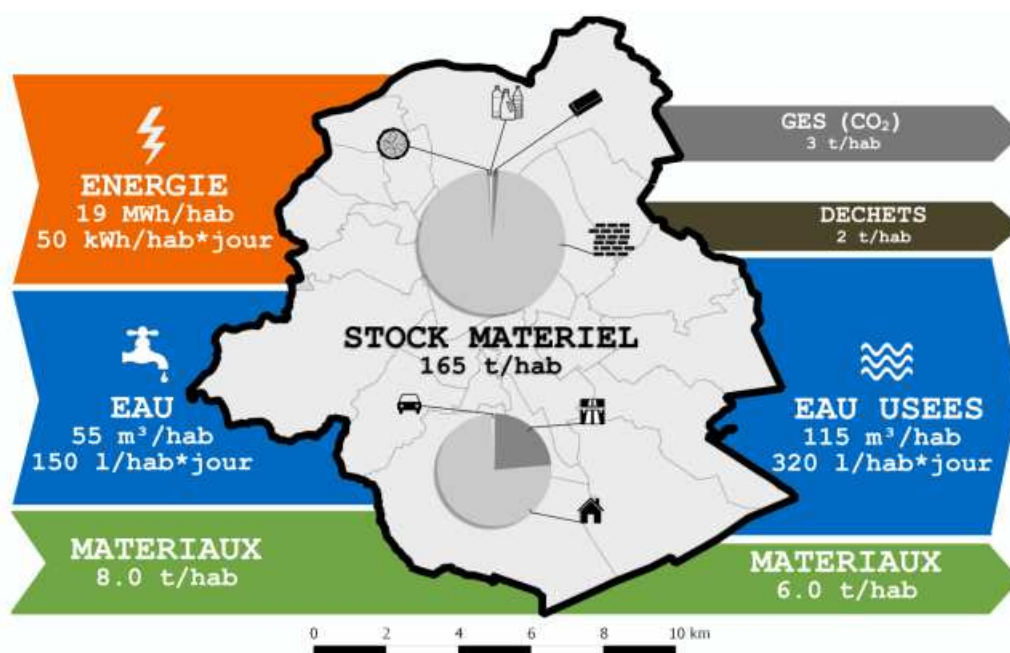 ENERGIE
19 MWh/hab
50 kWh/hab*jour
EAU
55 m³/hab
150 l/hab*jour
MATERIAUX
8.0 t/hab
STOCK MATERIEL
165 t/hab
GES (CO₂)
3 t/hab
DECHETS
2 t/hab
EAU USEES
115 m³/hab
320 l/hab*jour
MATERIAUX
6.0 t/hab
0 2 4 6 8 10 km